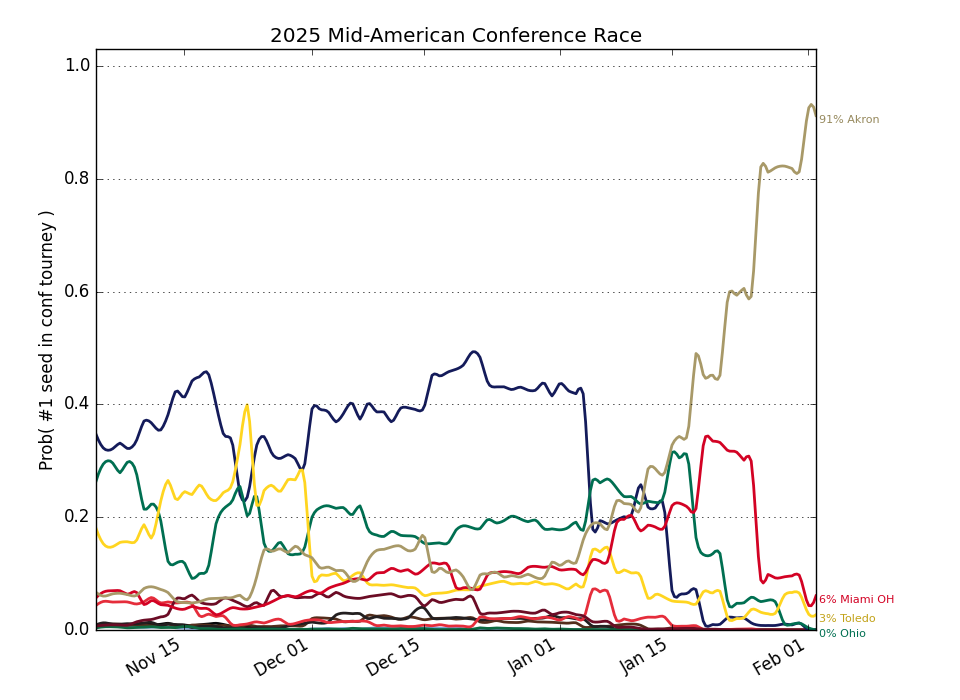 2025 Mid-American Conference Race
Prob( #1 seed in conf tourney )
1.0
0.8
0.6
0.4
0.2
0.0
91% Akron
6% Miami OH
3% Toledo
0% Ohio
Nov 15
Dec 01
Dec 15
Jan 01
Jan 15
Feb 01